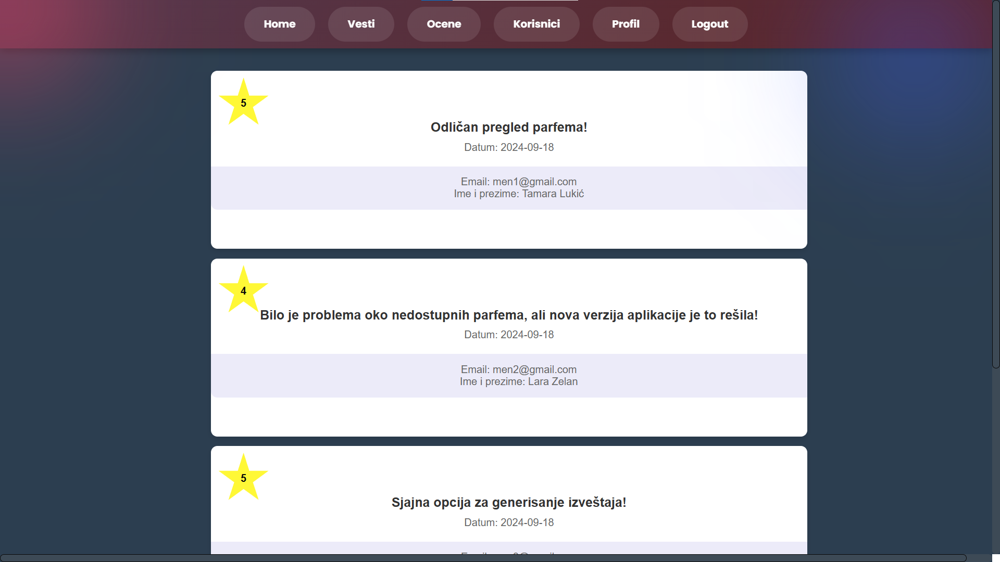 Home Vesti Ocene Korisnici Profil Logout
5
Odličan pregled parfema!
Datum: 2024-09-18
Email: men1@gmail.com
Ime i prezime: Tamara Lukić
4
Bilo je problema oko nedostupnih parfema, ali nova verzija aplikacije je to rešila!
Datum: 2024-09-18
Email: men2@gmail.com
Ime i prezime: Lara Zelan
5
Sjajna opcija za generisanje izveštaja!
Datum: 2024-09-18